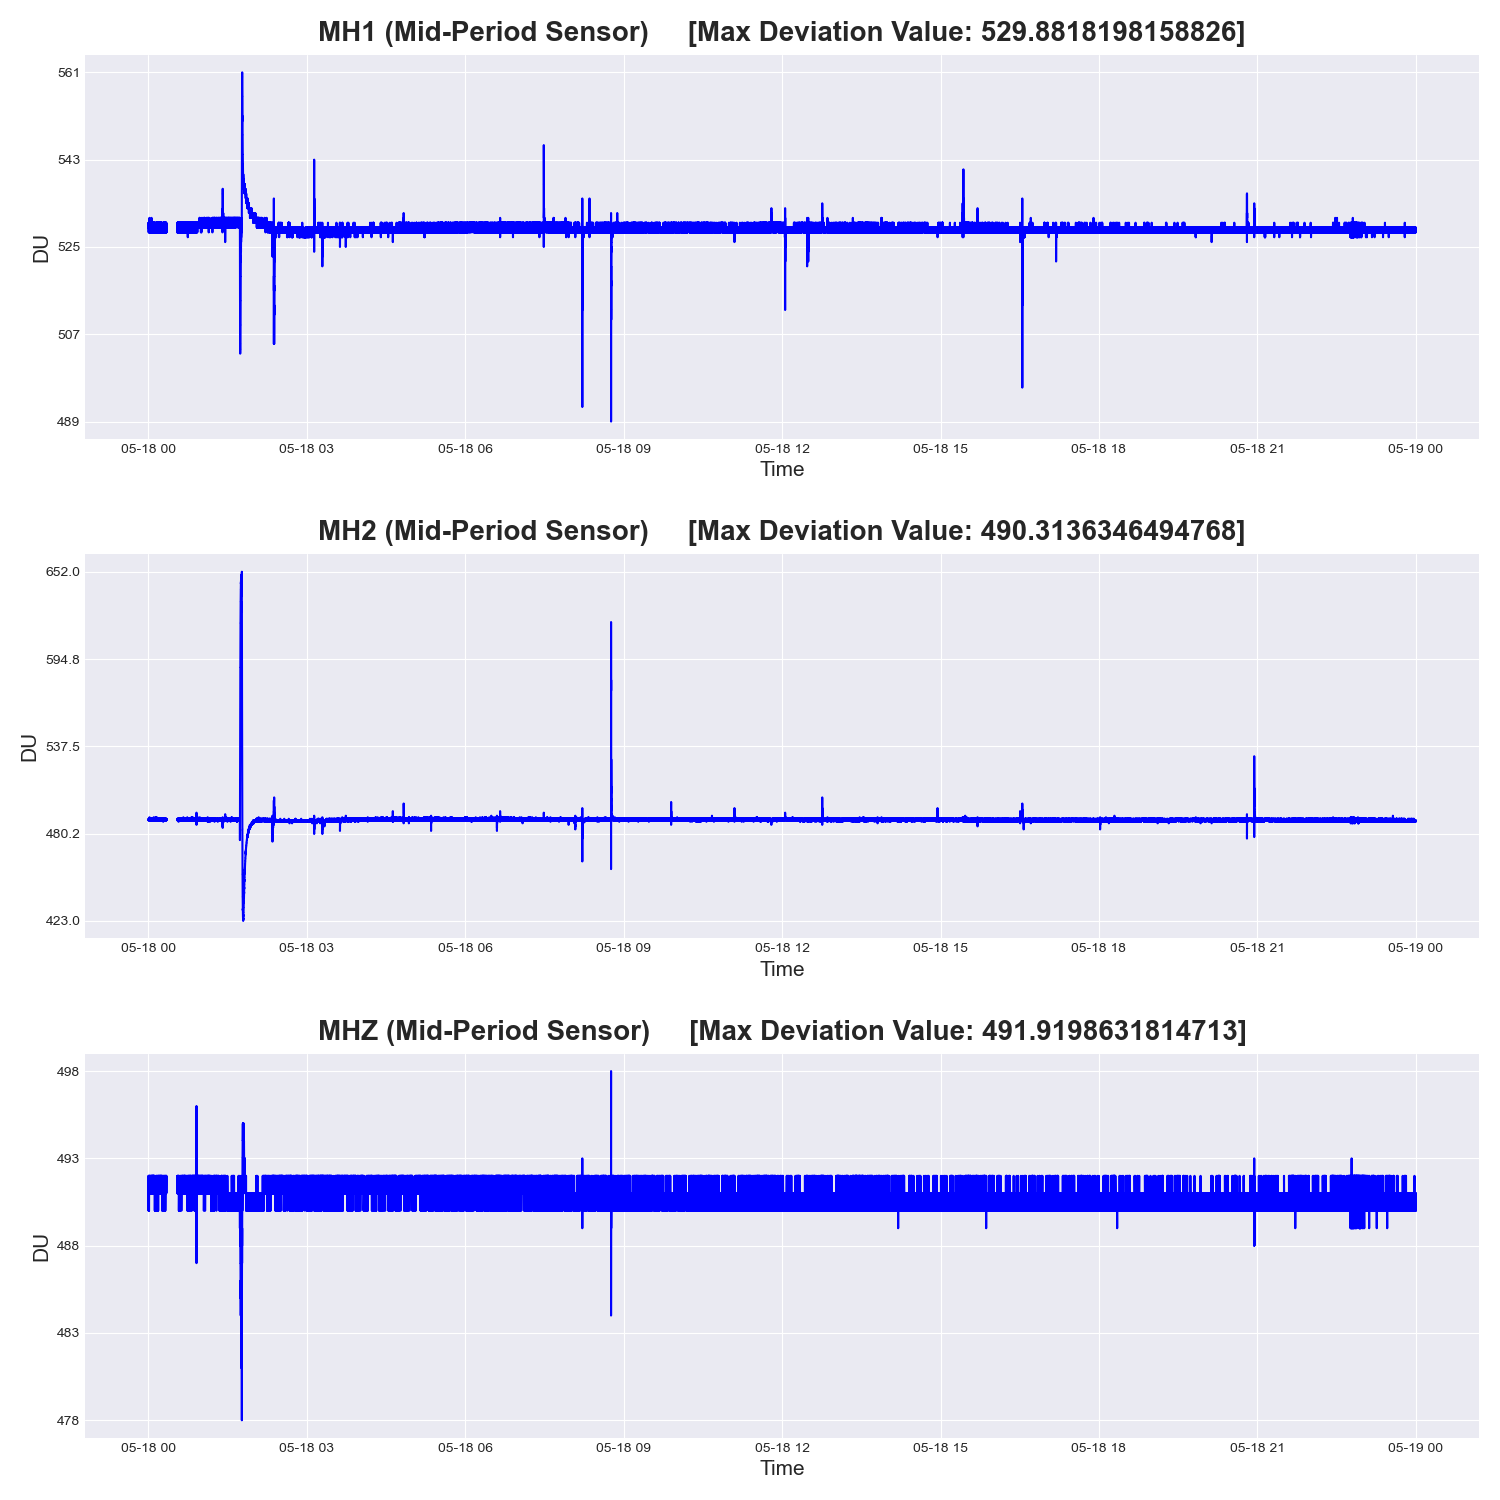 MH1 (Mid-Period Sensor) [Max Deviation Value: 529.8818198158826]
561
543
525
507
489
DU
05-18 00 05-18 03 05-18 06 05-18 09 05-18 12 05-18 15 05-18 18 05-18 21 05-19 00
Time
MH2 (Mid-Period Sensor) [Max Deviation Value: 490.3136346494768]
652.0
594.8
537.5
480.2
423.0
DU
05-18 00 05-18 03 05-18 06 05-18 09 05-18 12 05-18 15 05-18 18 05-18 21 05-19 00
Time
MHZ (Mid-Period Sensor) [Max Deviation Value: 491.9198631814713]
498
493
488
483
478
DU
05-18 00 05-18 03 05-18 06 05-18 09 05-18 12 05-18 15 05-18 18 05-18 21 05-19 00
Time